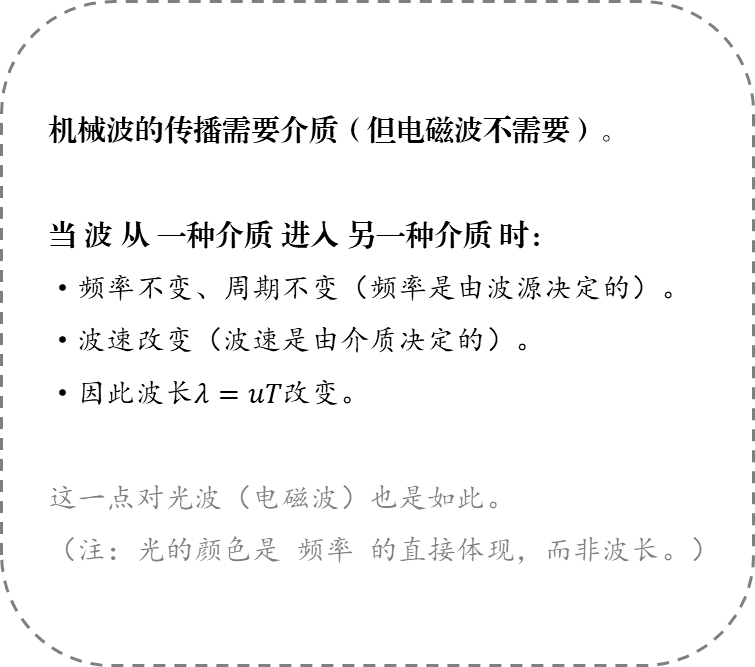 机械波的传播需要介质（但电磁波不需要）。
当 波 从 一种介质 进入 另一种介质 时：
• 频率不变、周期不变（频率是由波源决定的）。
• 波速改变（波速是由介质决定的）。
• 因此波长λ = uT改变。
这一点对光波（电磁波）也是如此。
（注：光的颜色是 频率 的直接体现，而非波长。）